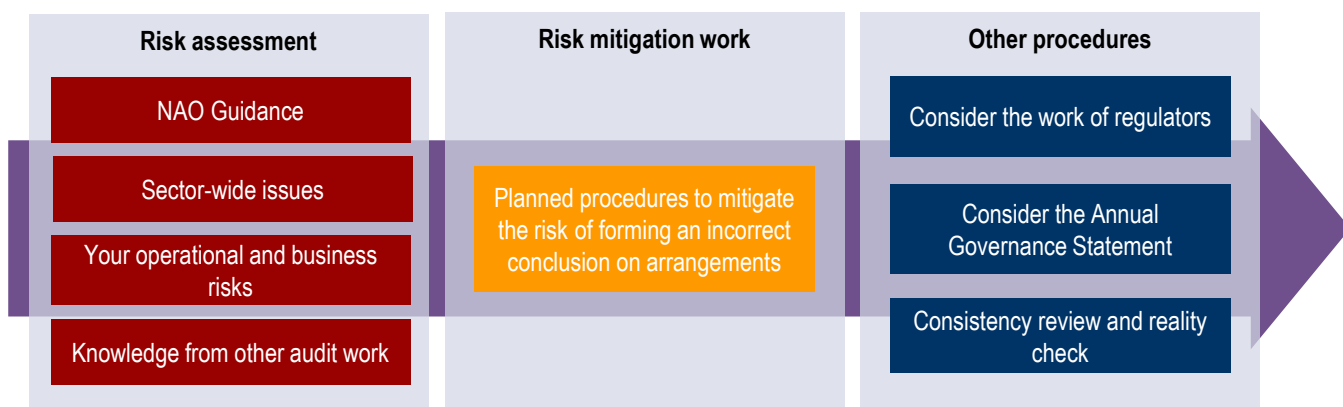 Risk assessment
NAO Guidance
Sector-wide issues
Your operational and business
risks
Knowledge from other audit work
Risk mitigation work
Planned procedures to mitigate
the risk of forming an incorrect
conclusion on arrangements
Other procedures
Consider the work of regulators
Consider the Annual
Governance Statement
Consistency review and reality
check